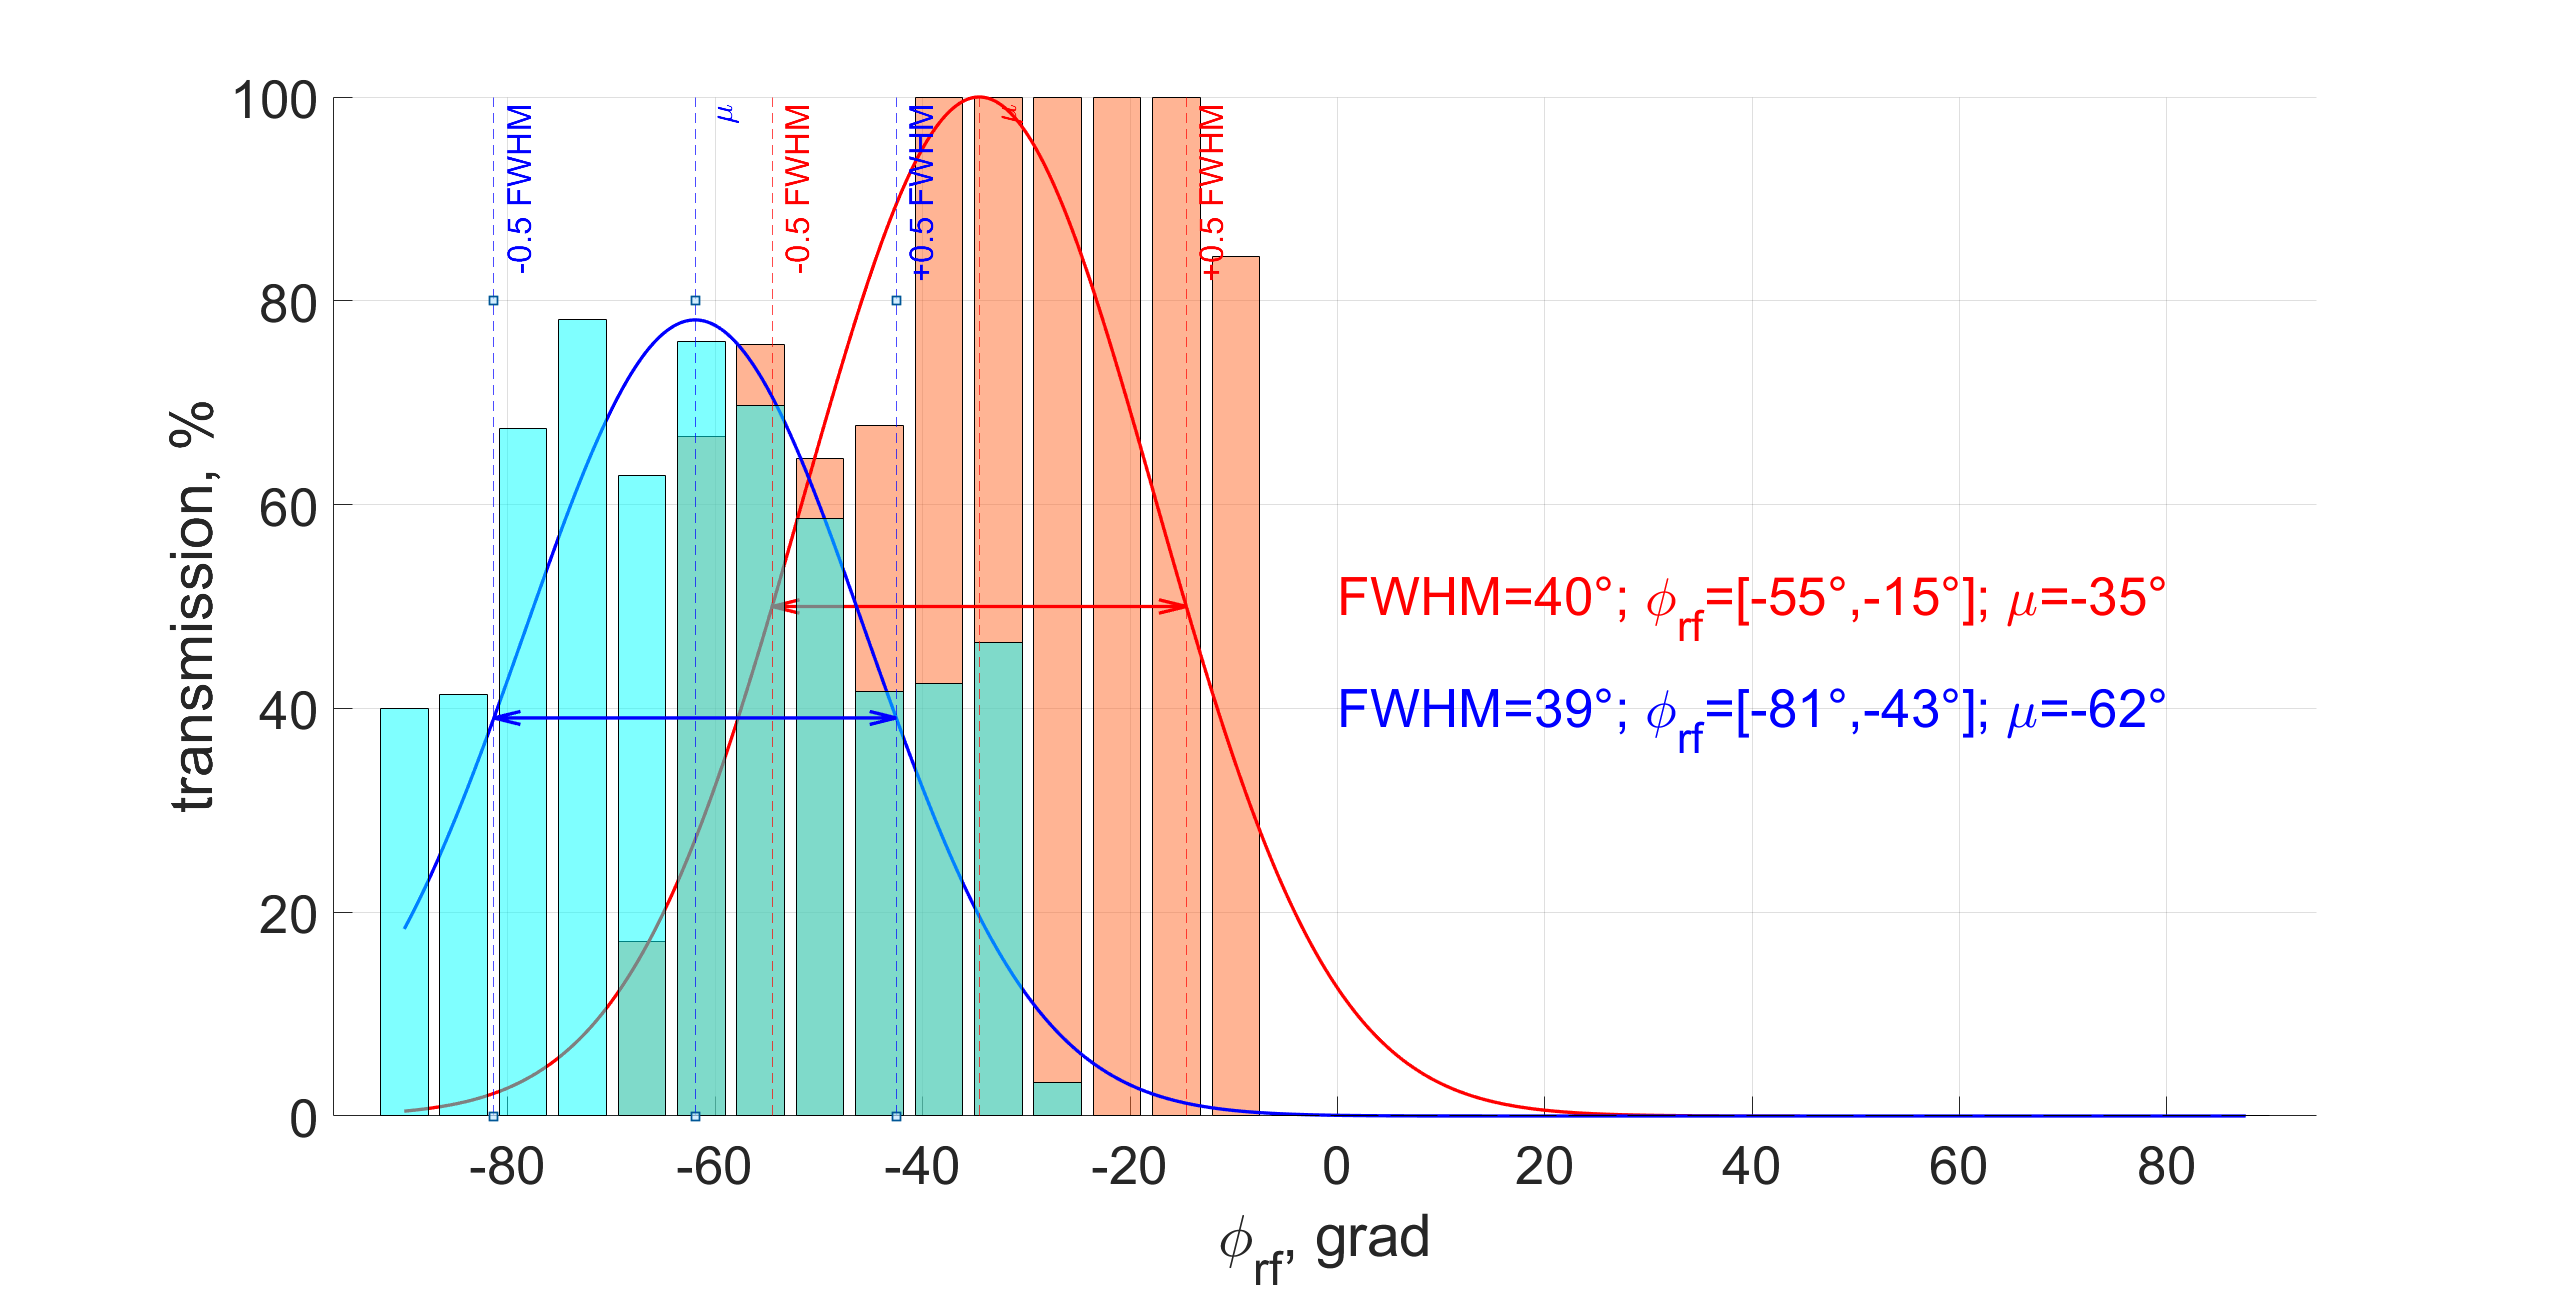 100
80
60
40
20
0
transmission, %
-0.5 FWHM
μ
-0.5 FWHM
+0.5 FWHM
μ
+0.5 FWHM
FWHM=40°; ϕrf=[-55°,-15°]; μ=-35°
FWHM=39°; ϕrf=[-81°,-43°]; μ=-62°
-80 -60 -40 -20 0 20 40 60 80
ϕrf, grad